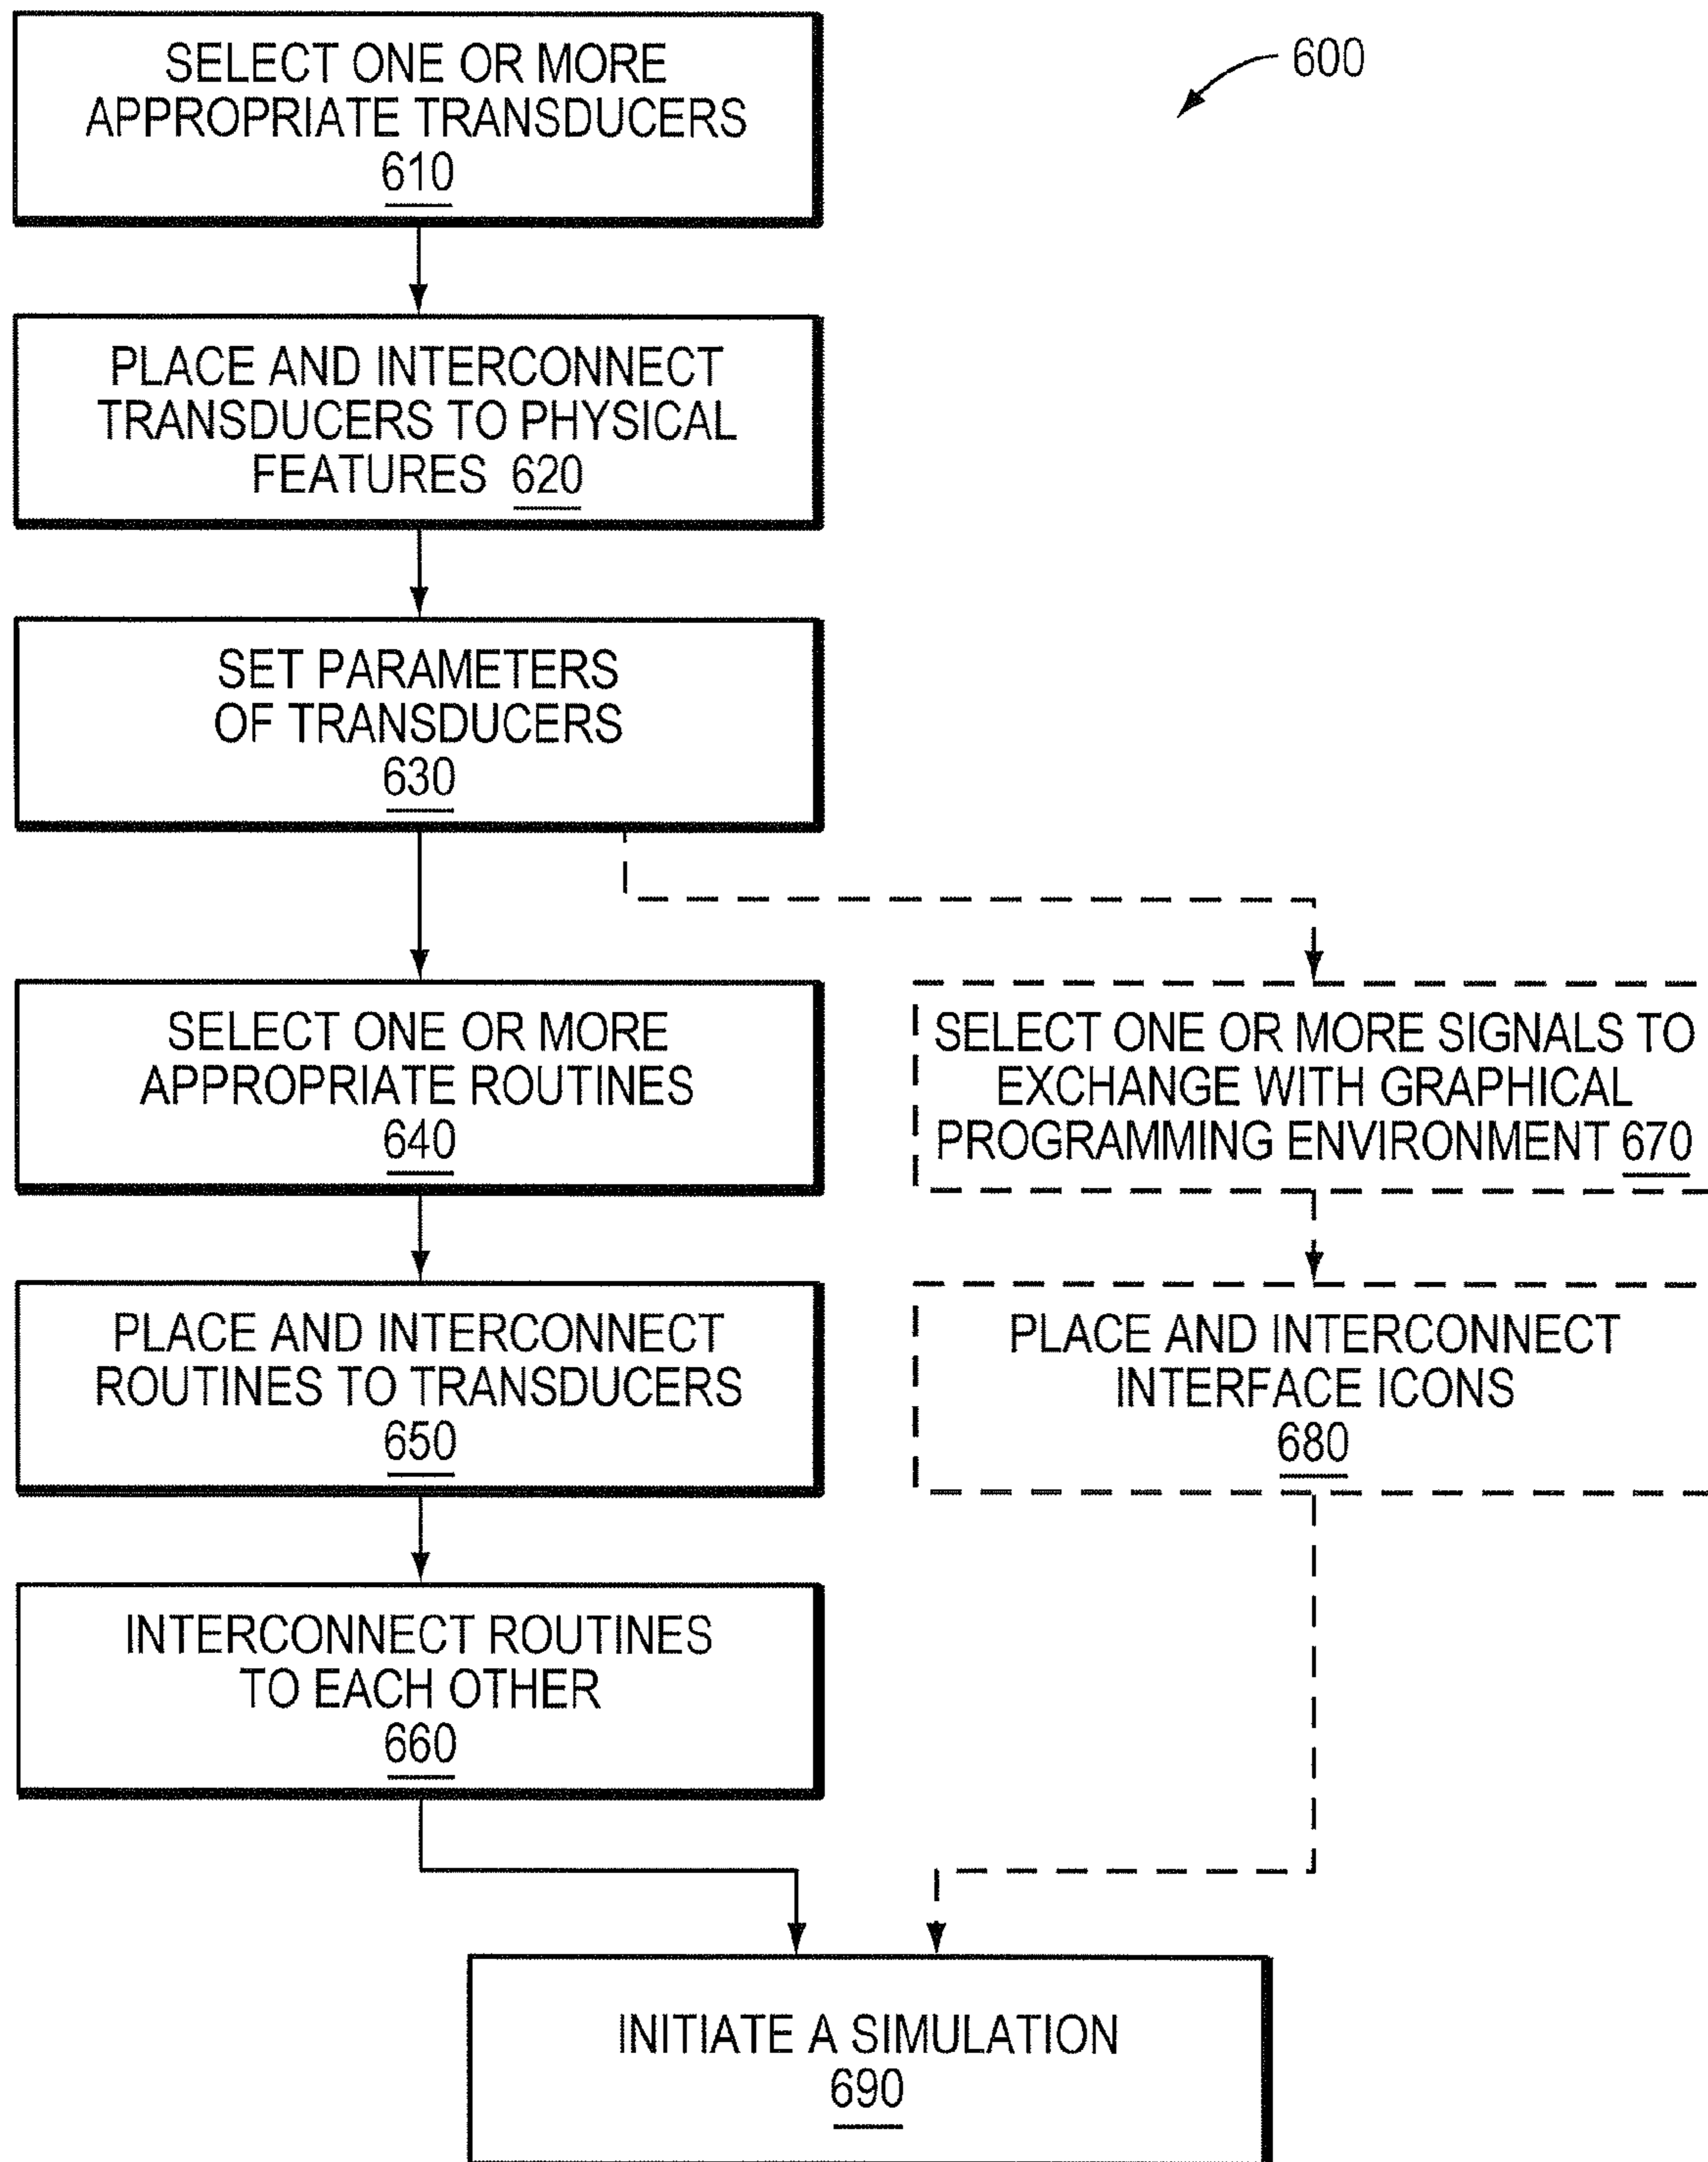 600
SELECT ONE OR MORE
APPROPRIATE TRANSDUCERS
610
PLACE AND INTERCONNECT
TRANSDUCERS TO PHYSICAL
FEATURES 620
SET PARAMETERS
OF TRANSDUCERS
630
SELECT ONE OR MORE
APPROPRIATE ROUTINES
640
PLACE AND INTERCONNECT
ROUTINES TO TRANSDUCERS
650
INTERCONNECT ROUTINES
TO EACH OTHER
660
SELECT ONE OR MORE SIGNALS TO
EXCHANGE WITH GRAPHICAL
PROGRAMMING ENVIRONMENT 670
PLACE AND INTERCONNECT
INTERFACE ICONS
680
INITIATE A SIMULATION
690